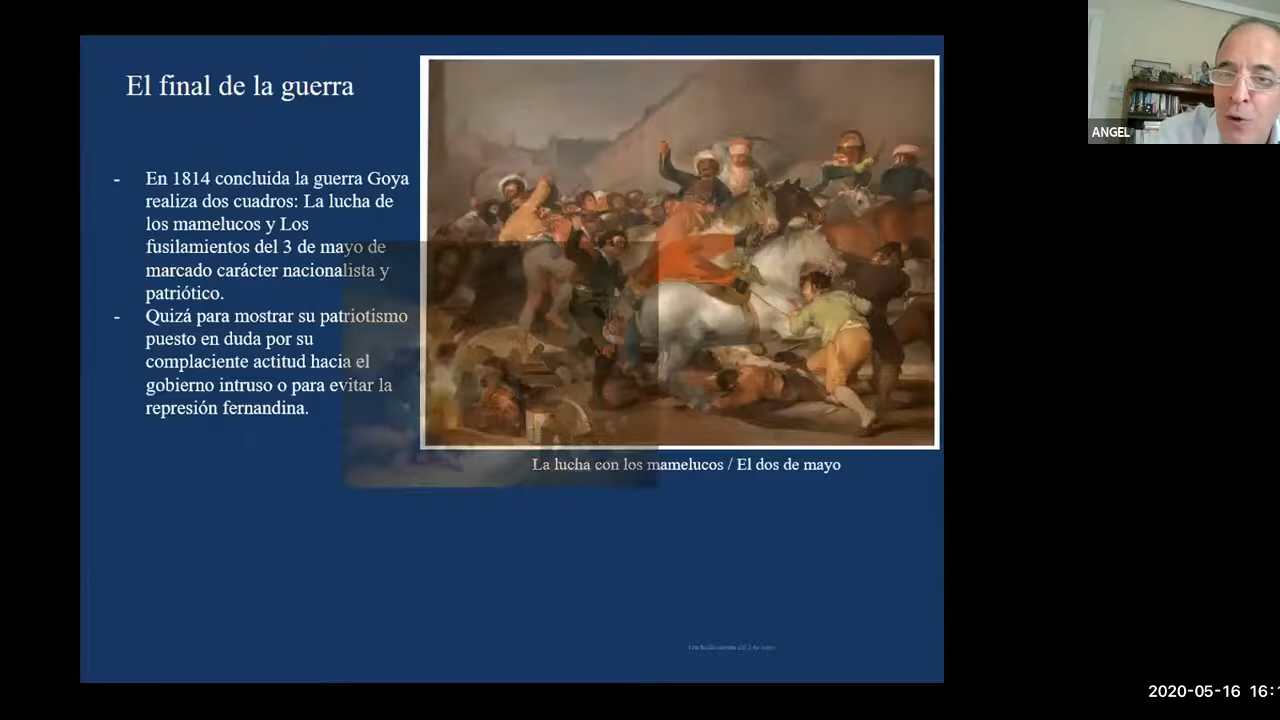 El final de la guerra
- En 1814 concluida la guerra Goya
realiza dos cuadros: La lucha de
los mamelucos y Los
fusilamientos del 3 de mayo de
marcado carácter nacionalista y
patriótico.
- Quizá para mostrar su patriotismo
puesto en duda por su
complaciente actitud hacia el
gobierno intruso o para evitar la
represión fernandina.
La lucha con los mamelucos / El dos de mayo
ANGEL
2020-05-16 16: